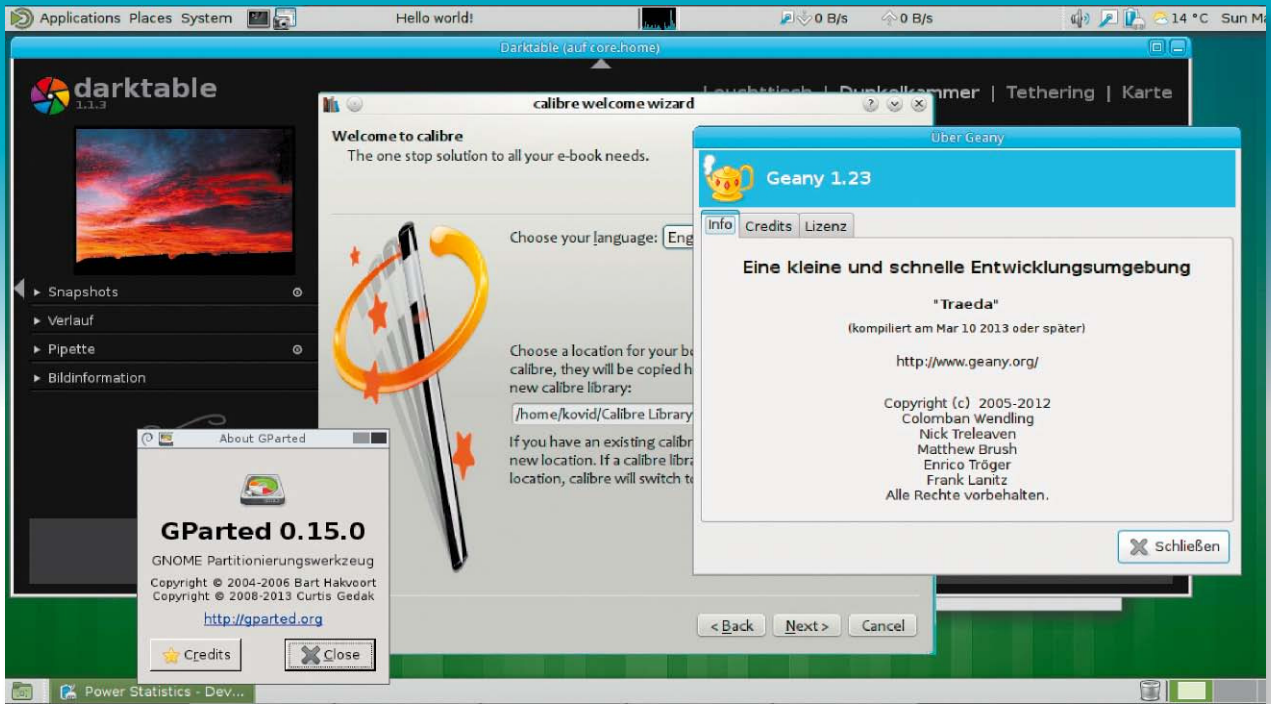 Applications Places System
Hello world!
0 B/s
0 B/s
14 °C
Sun
Darktable (auf core.home)
darktable
1.1.3
Dunkelkammer | Tethering | Karte
Snapshots
Verlauf
Pipette
Bildinformation
calibre welcome wizard
Welcome to calibre
The one stop solution to all your e-book needs.
Choose your language: Eng
Choose a location for your
calibre, they will be copied
new calibre library:
/home/kovid/Calibre Library
If you have an existing
new location. If a calibre
location, calibre will switch
< Back
Next >
Cancel
Über Geany
Geany 1.23
Info
Credits
Lizenz
Eine kleine und schnelle Entwicklungsumgebung
"Traeda"
(kompiliert am Mar 10 2013 oder später)
http://www.geany.org/
Copyright (c) 2005-2012
Colomban Wendling
Nick Treleaven
Matthew Brush
Enrico Tröger
Frank Lanitz
Alle Rechte vorbehalten.
Schließen
About GParted
GParted 0.15.0
GNOME Partitionierungswerkzeug
Copyright © 2004-2006 Bart Hakvoort
Copyright © 2008-2013 Curtis Gedak
http://gparted.org
Credits
Close
Power Statistics - Dev...